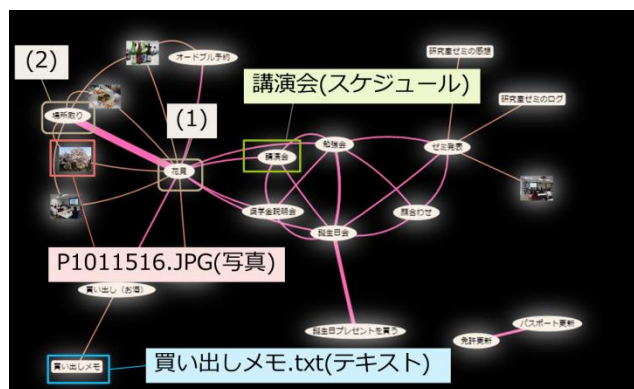 (2)
オードブル予約
研究室ゼミの感想
講演会(スケジュール)
研究室ゼミのログ
場所取り
(1)
勉強会
ゼミ発表
講演会
花見
奨学金説明会
顔合わせ
誕生日会
P1011516.JPG(写真)
買い出し（お酒）
誕生日プレゼントを買う
パスポート更新
免許更新
買い出しメモ
買い出しメモ.txt(テキスト)